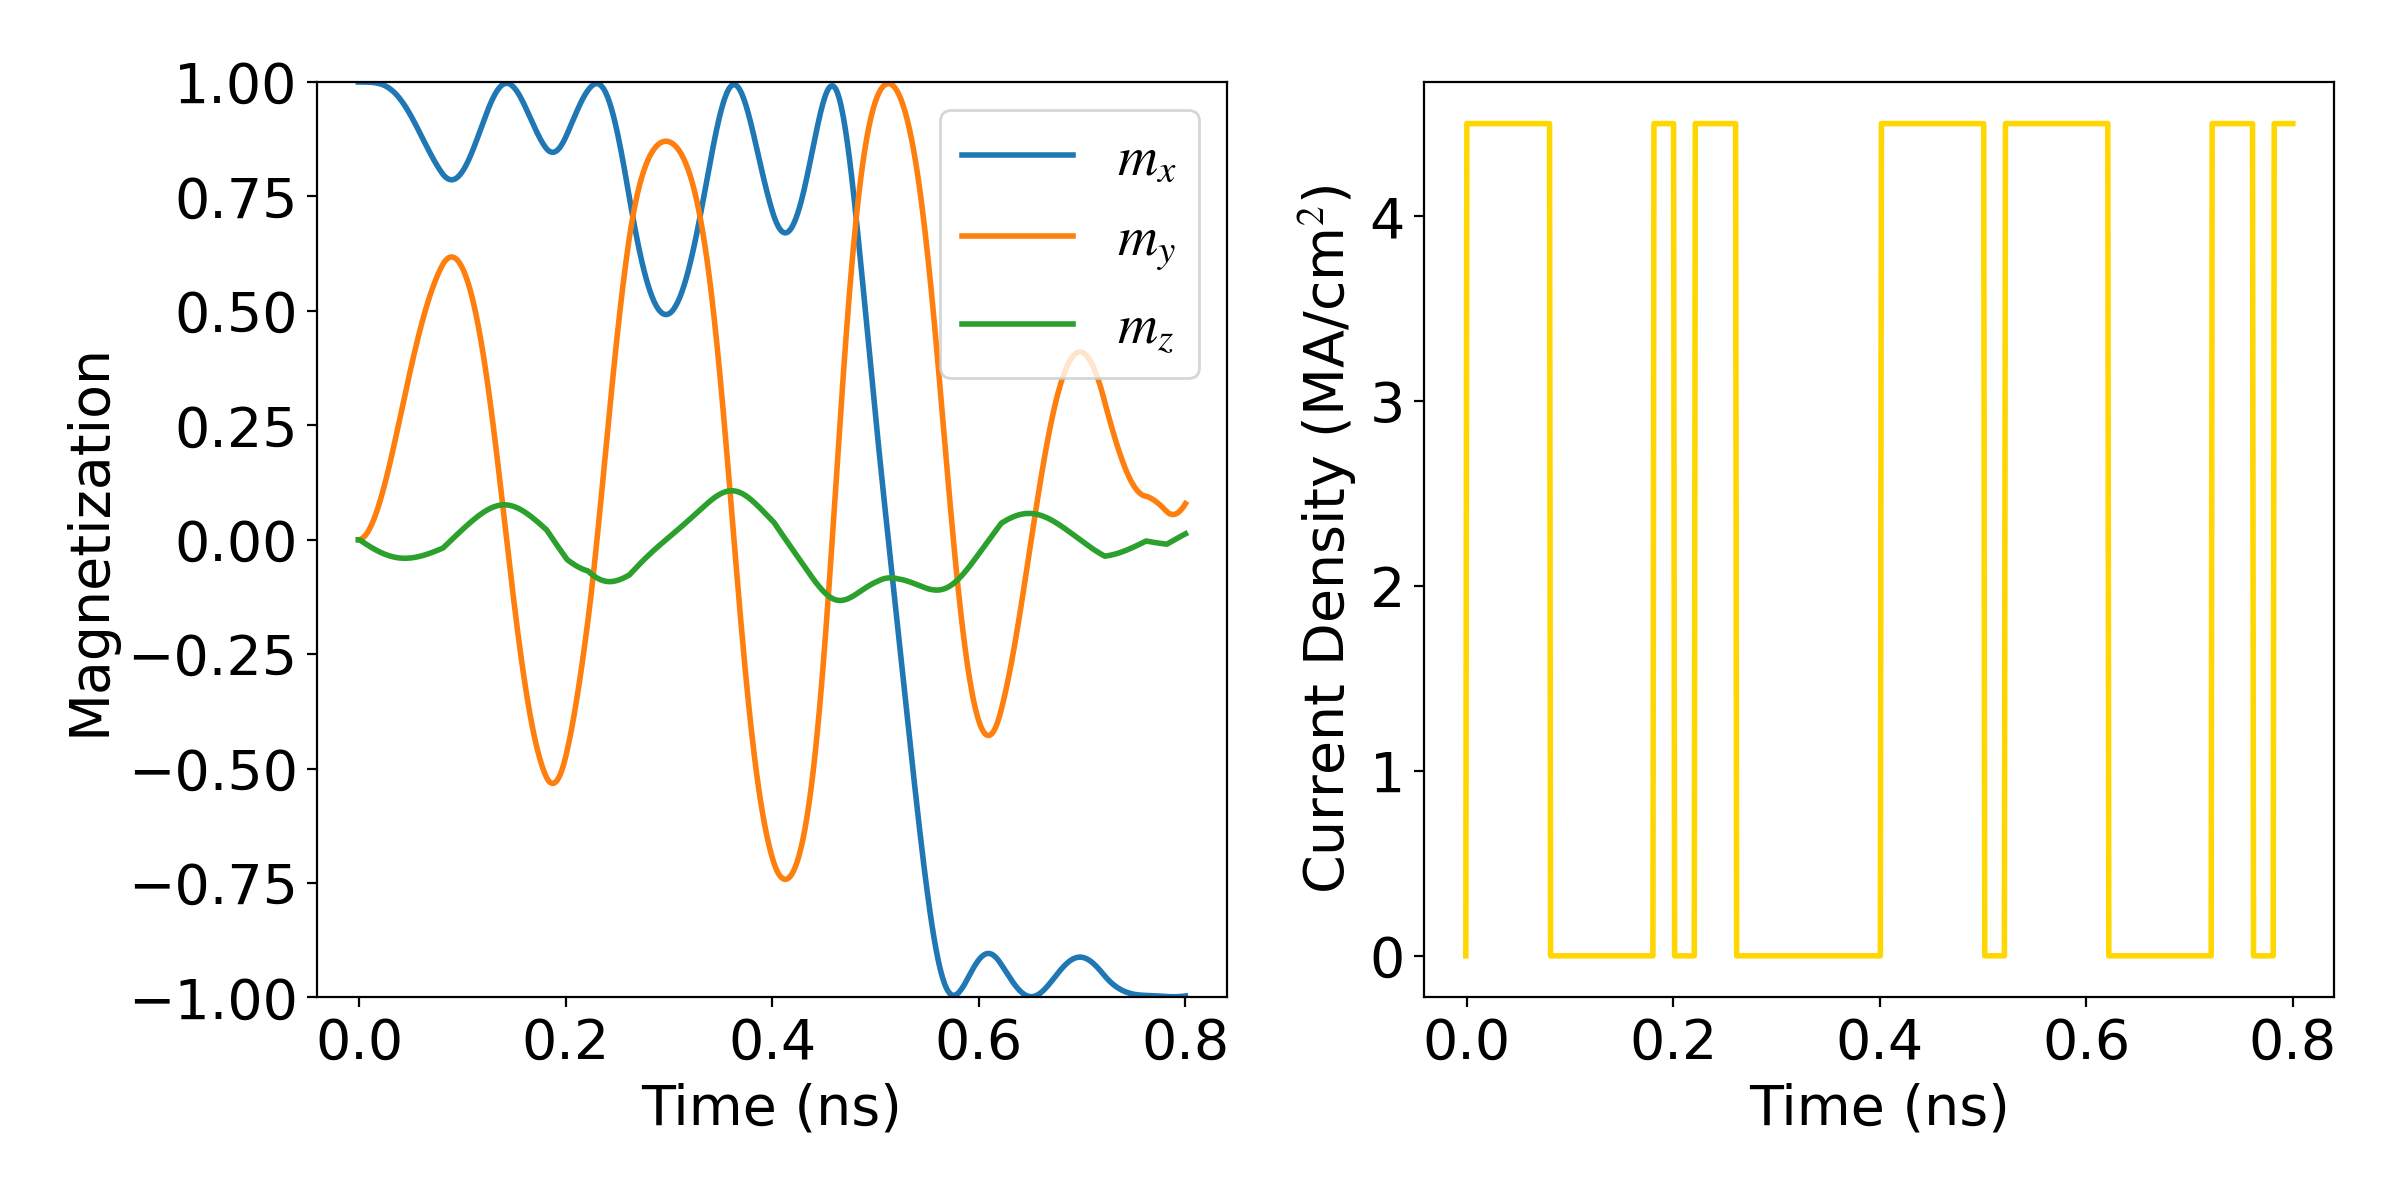 1.00
0.75
0.50
0.25
0.00
−0.25
−0.50
−0.75
−1.00
Magnetization
0.0 0.2 0.4 0.6 0.8
Time (ns)
m_x
m_y
m_z
4
3
2
1
0
Current Density (MA/cm²)
0.0 0.2 0.4 0.6 0.8
Time (ns)